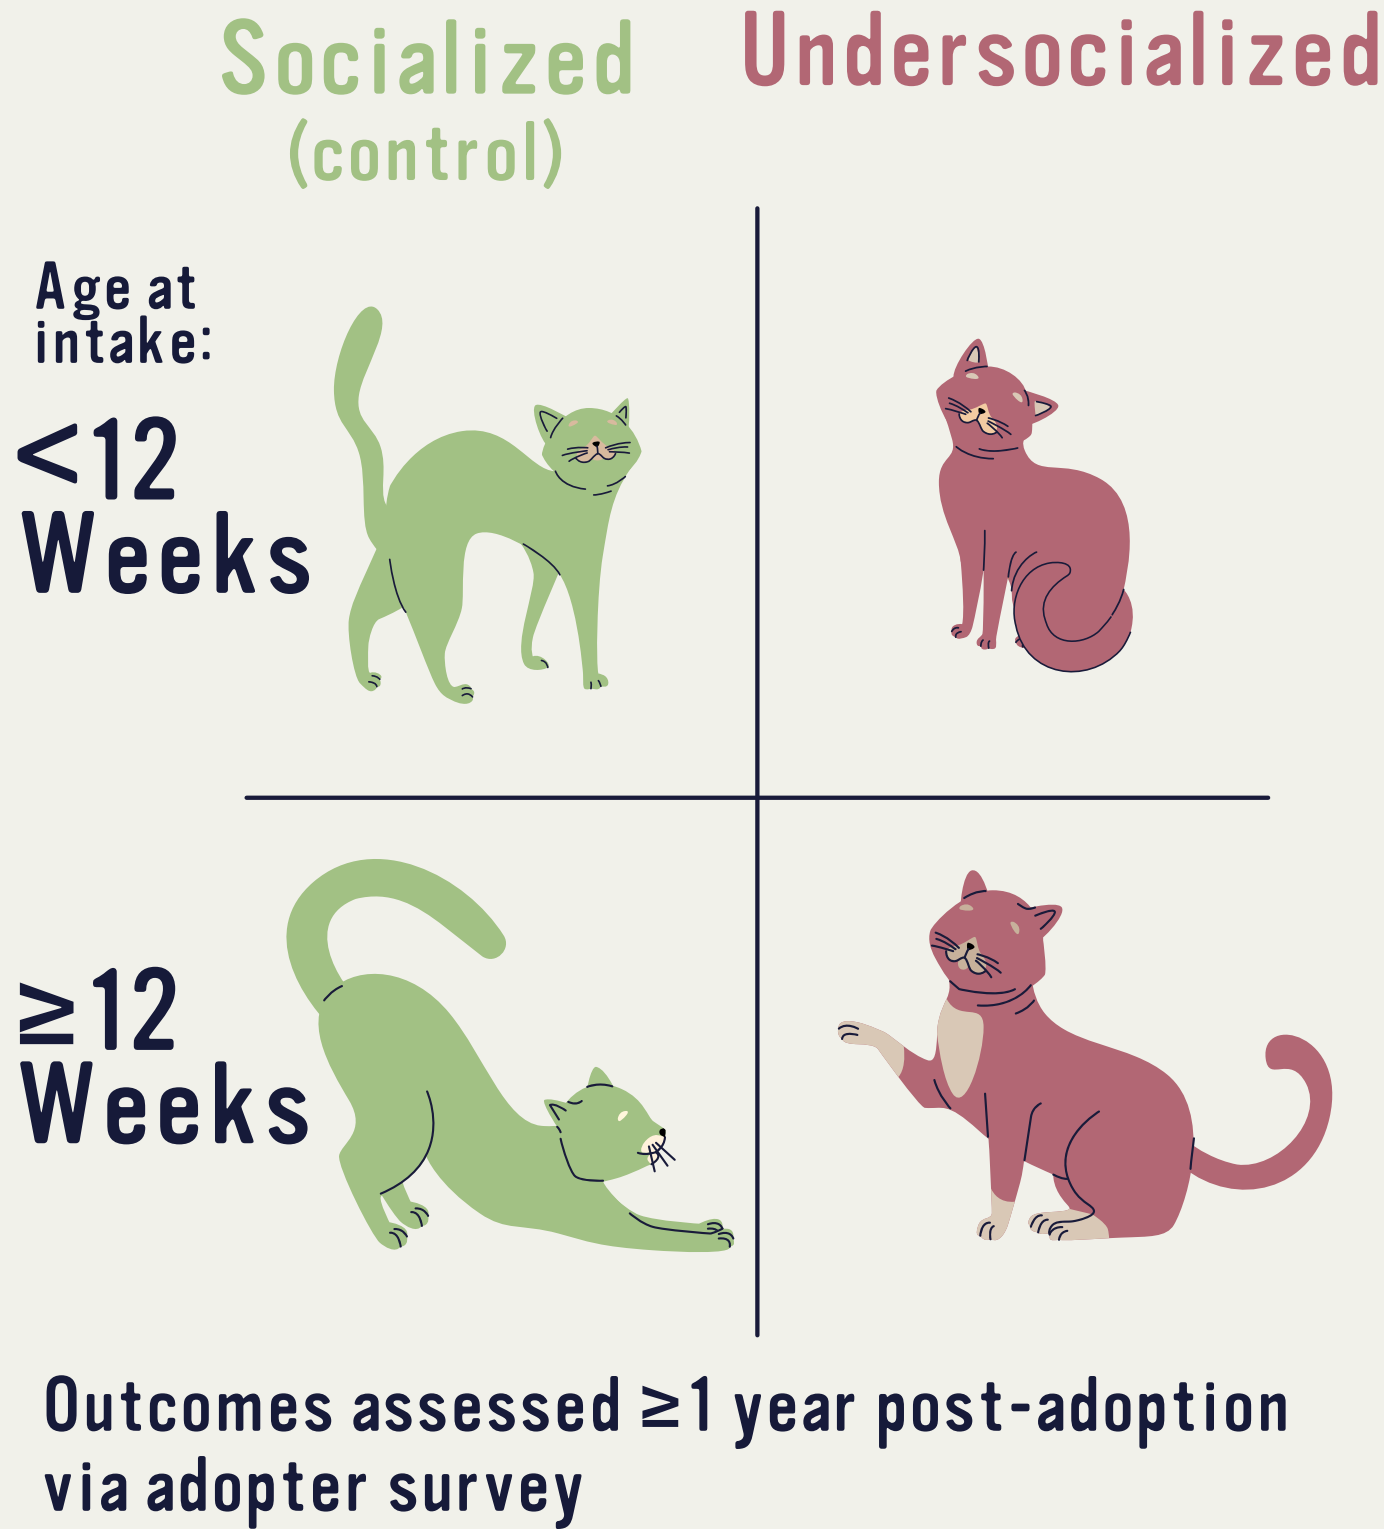 Socialized
(control)
Undersocialized
Age at
intake:
<12
Weeks
≥12
Weeks
Outcomes assessed ≥1 year post-adoption
via adopter survey